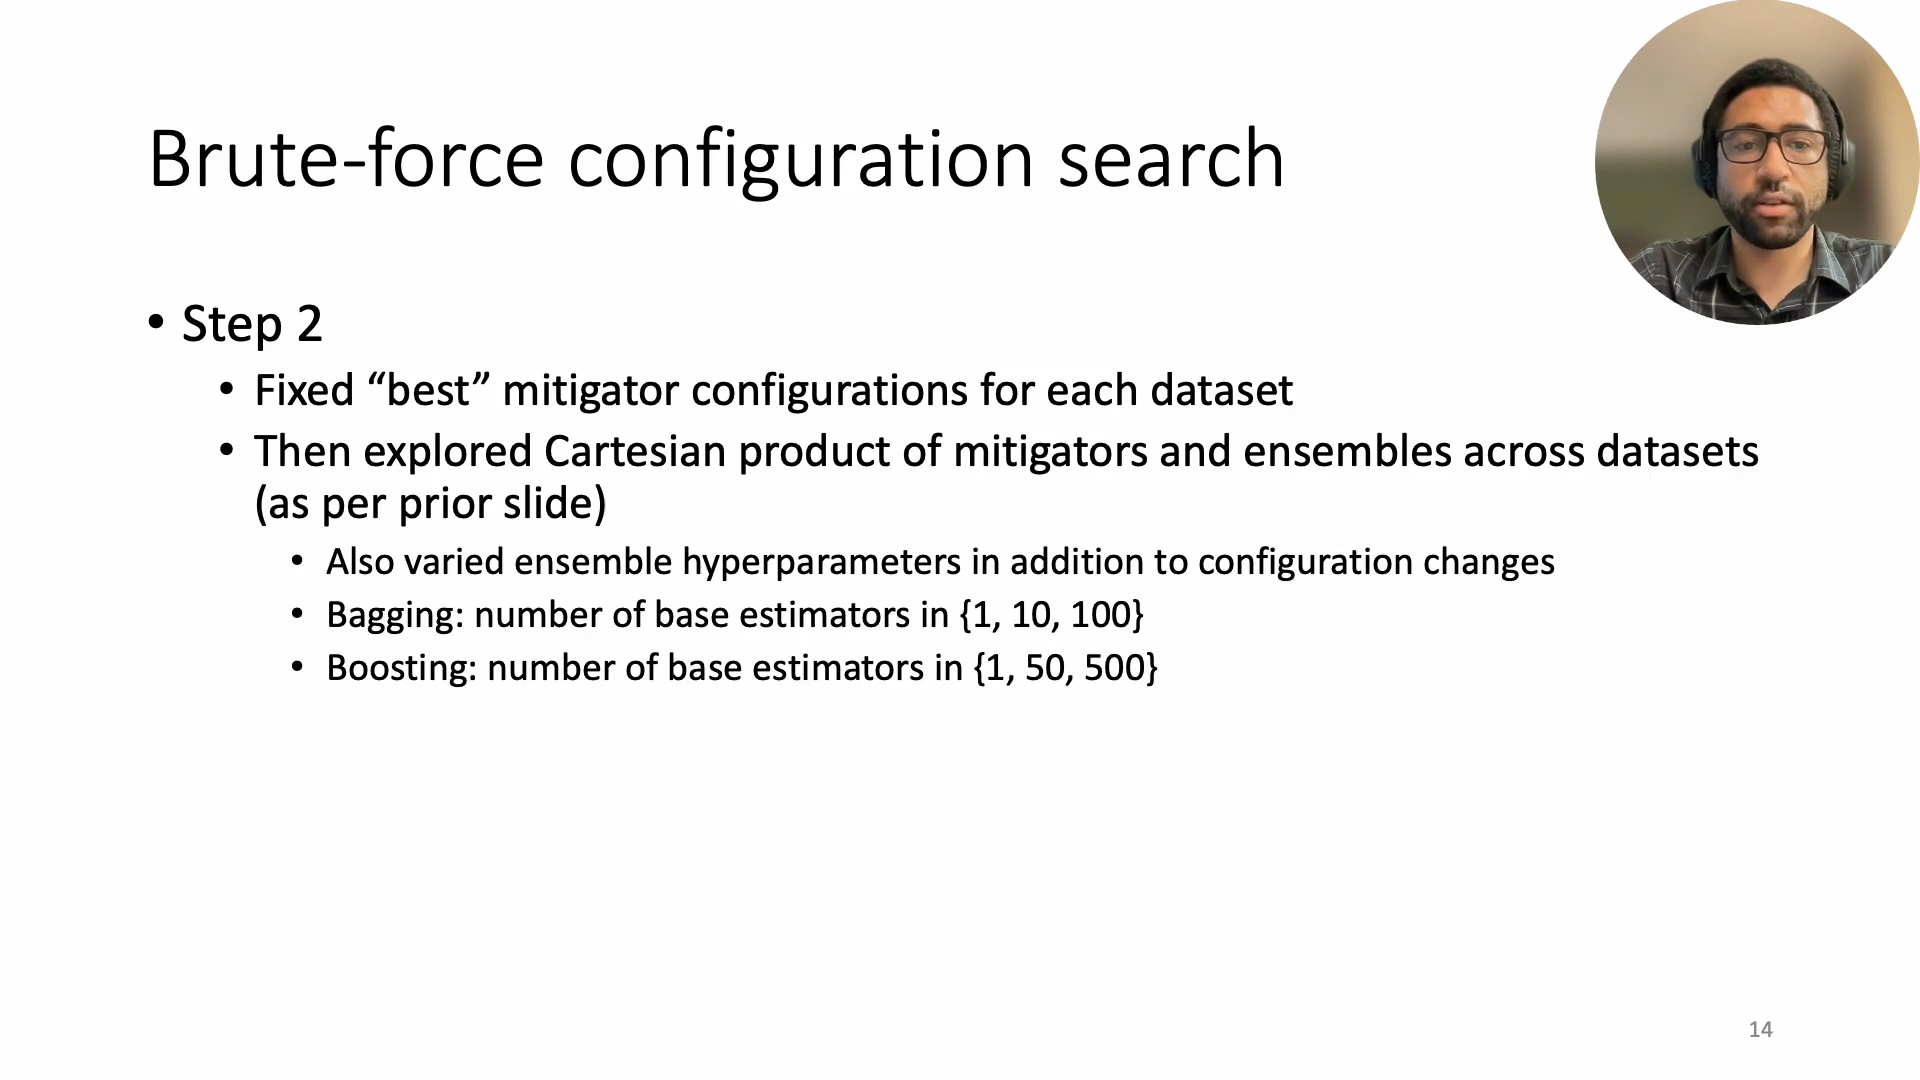 Brute-force configuration search
• Step 2
• Fixed “best” mitigator configurations for each dataset
• Then explored Cartesian product of mitigators and ensembles across datasets
(as per prior slide)
• Also varied ensemble hyperparameters in addition to configuration changes
• Bagging: number of base estimators in {1, 10, 100}
• Boosting: number of base estimators in {1, 50, 500}
14